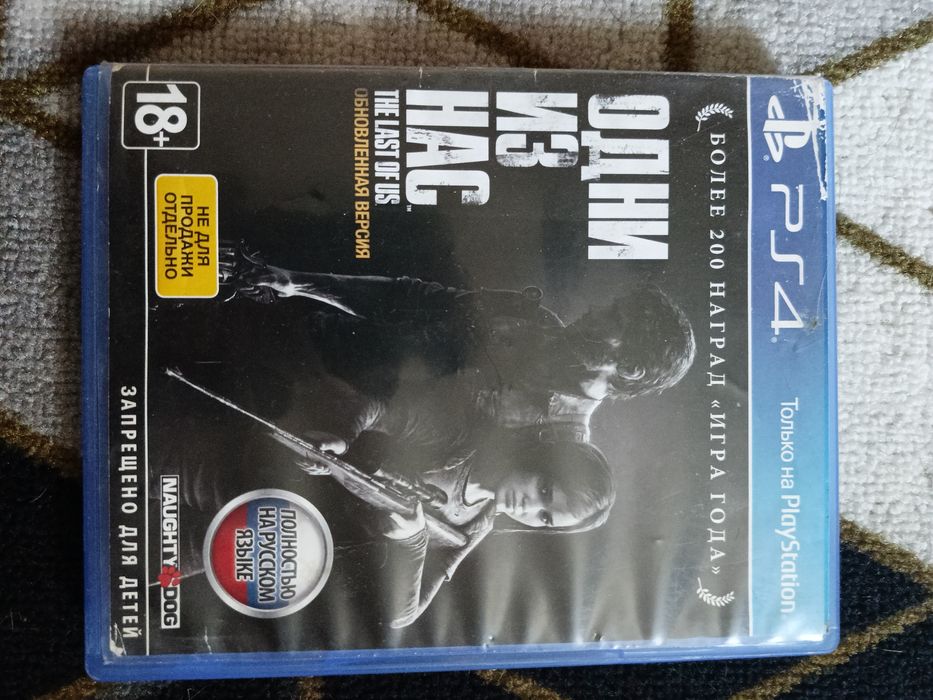 PS4
Только на PlayStation
БОЛЕЕ 200 НАГРАД «ИГРА ГОДА»
ОДНИ
ИЗ
НАС™
THE LAST OF US
ОБНОВЛЕННАЯ ВЕРСИЯ
НЕ ДЛЯ
ПРОДАЖИ
ОТДЕЛЬНО
18+
ПОЛНОСТЬЮ
НА РУССКОМ
ЯЗЫКЕ
NAUGHTY DOG
ЗАПРЕЩЕНО ДЛЯ ДЕТЕЙ